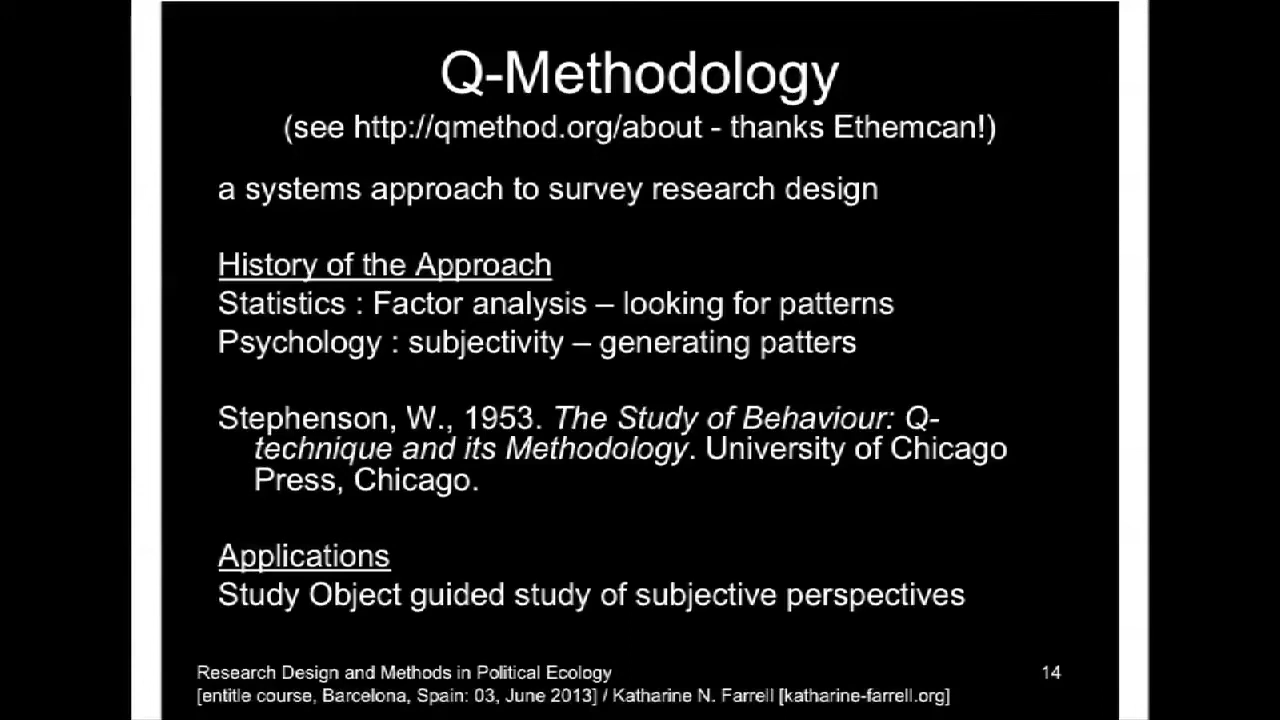 Q-Methodology
(see http://qmethod.org/about - thanks Ethemcan!)
a systems approach to survey research design
History of the Approach
Statistics : Factor analysis – looking for patterns
Psychology : subjectivity – generating patters
Stephenson, W., 1953. The Study of Behaviour: Q-
technique and its Methodology. University of Chicago
Press, Chicago.
Applications
Study Object guided study of subjective perspectives
Research Design and Methods in Political Ecology
14
[entitle course, Barcelona, Spain: 03, June 2013] / Katharine N. Farrell [katharine-farrell.org]